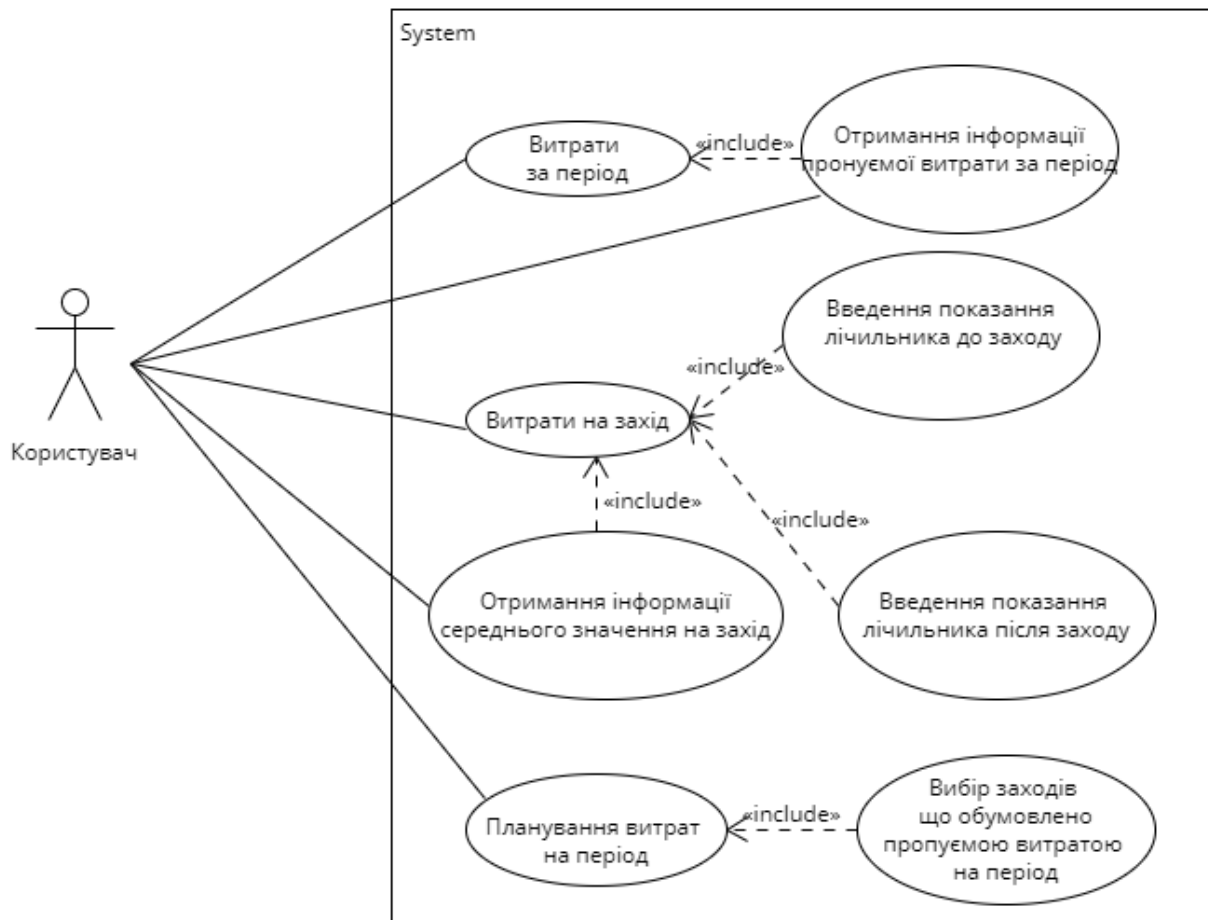 System
Витрати
за період
«include»
Отримання інформації
пронуємої витрати за період
Користувач
Введення показання
лічильника до заходу
«include»
Витрати на захід
«include»
«include»
Отримання інформації
середнього значення на захід
Введення показання
лічильника після заходу
Планування витрат
на період
«include»
Вибір заходів
що обумовлено
пропуємою витратою
на період